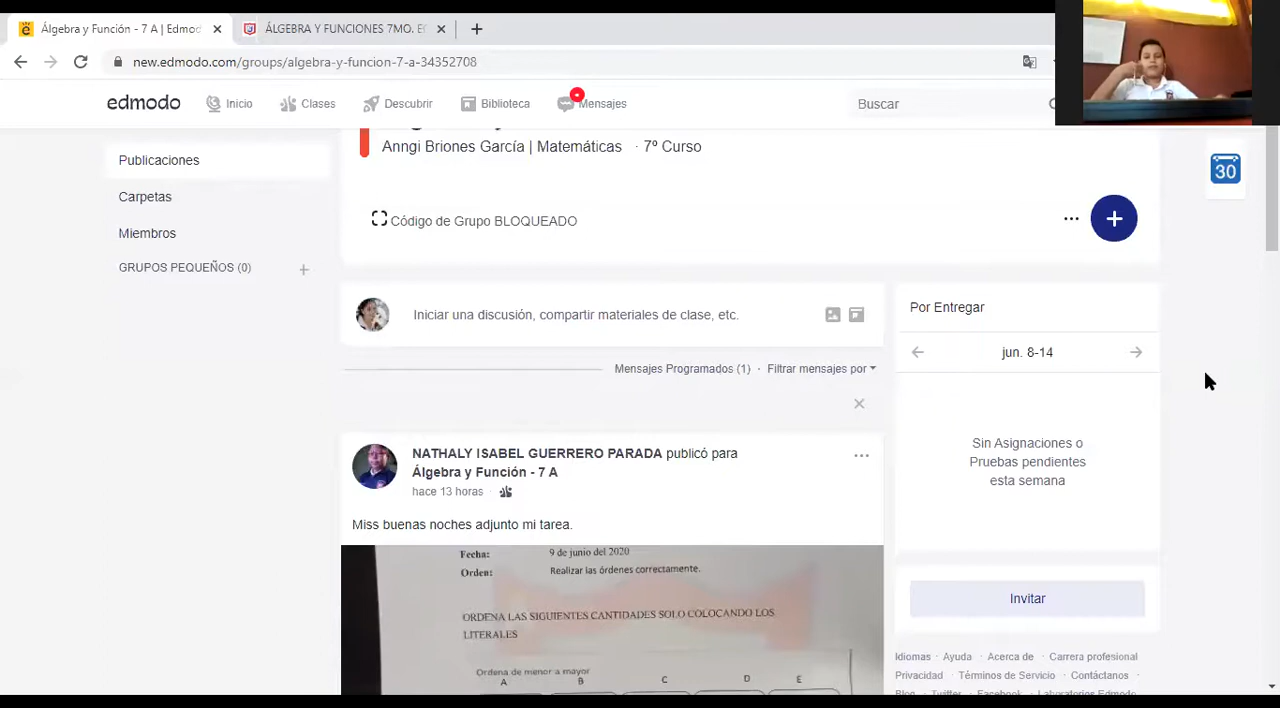 Álgebra y Función - 7 A | Edmod
ÁLGEBRA Y FUNCIONES 7MO. E
new.edmodo.com/groups/algebra-y-funcion-7-a-34352708
edmodo
Inicio
Clases
Descubrir
Biblioteca
Mensajes
Buscar
30
Publicaciones
Carpetas
Miembros
GRUPOS PEQUEÑOS (0)
Anngi Briones García | Matemáticas · 7º Curso
Código de Grupo BLOQUEADO
Iniciar una discusión, compartir materiales de clase, etc.
Mensajes Programados (1) · Filtrar mensajes por
NATHALY ISABEL GUERRERO PARADA publicó para
Álgebra y Función - 7 A
hace 13 horas
Miss buenas noches adjunto mi tarea.
Fecha: 9 de junio del 2020
Orden: Realizar las órdenes correctamente.
ORDENA LAS SIGUIENTES CANTIDADES SOLO COLOCANDO LOS
LITERALES
Ordena de menor a mayor
A B C D E
Por Entregar
jun. 8-14
Sin Asignaciones o
Pruebas pendientes
esta semana
Invitar
Idiomas · Ayuda · Acerca de · Carrera profesional
Privacidad · Términos de Servicio · Contáctanos ·
Blog · Twitter · Facebook · Laboratorios Edmodo